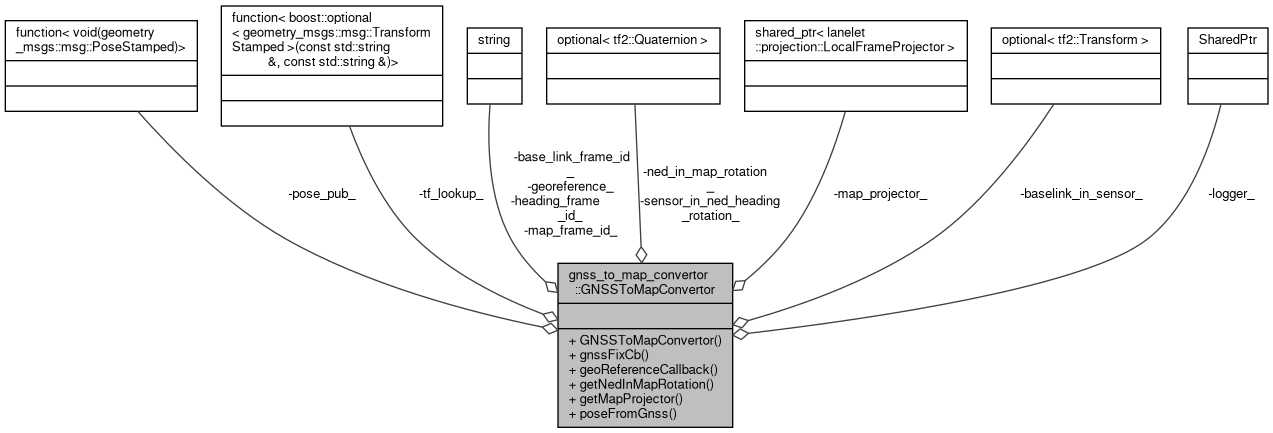 function< void(geometry
_msgs::msg::PoseStamped)>
function< boost::optional
< geometry_msgs::msg::Transform
Stamped >(const std::string
&, const std::string &)>
string
optional< tf2::Quaternion >
shared_ptr< lanelet
::projection::LocalFrameProjector >
optional< tf2::Transform >
SharedPtr
-pose_pub_
-tf_lookup_
-base_link_frame_id
_
-georeference_
-heading_frame
_id_
-map_frame_id_
-ned_in_map_rotation
_
-sensor_in_ned_heading
_rotation_
-map_projector_
-baselink_in_sensor_
-logger_
gnss_to_map_convertor
::GNSSToMapConvertor
+ GNSSToMapConvertor()
+ gnssFixCb()
+ geoReferenceCallback()
+ getNedInMapRotation()
+ getMapProjector()
+ poseFromGnss()